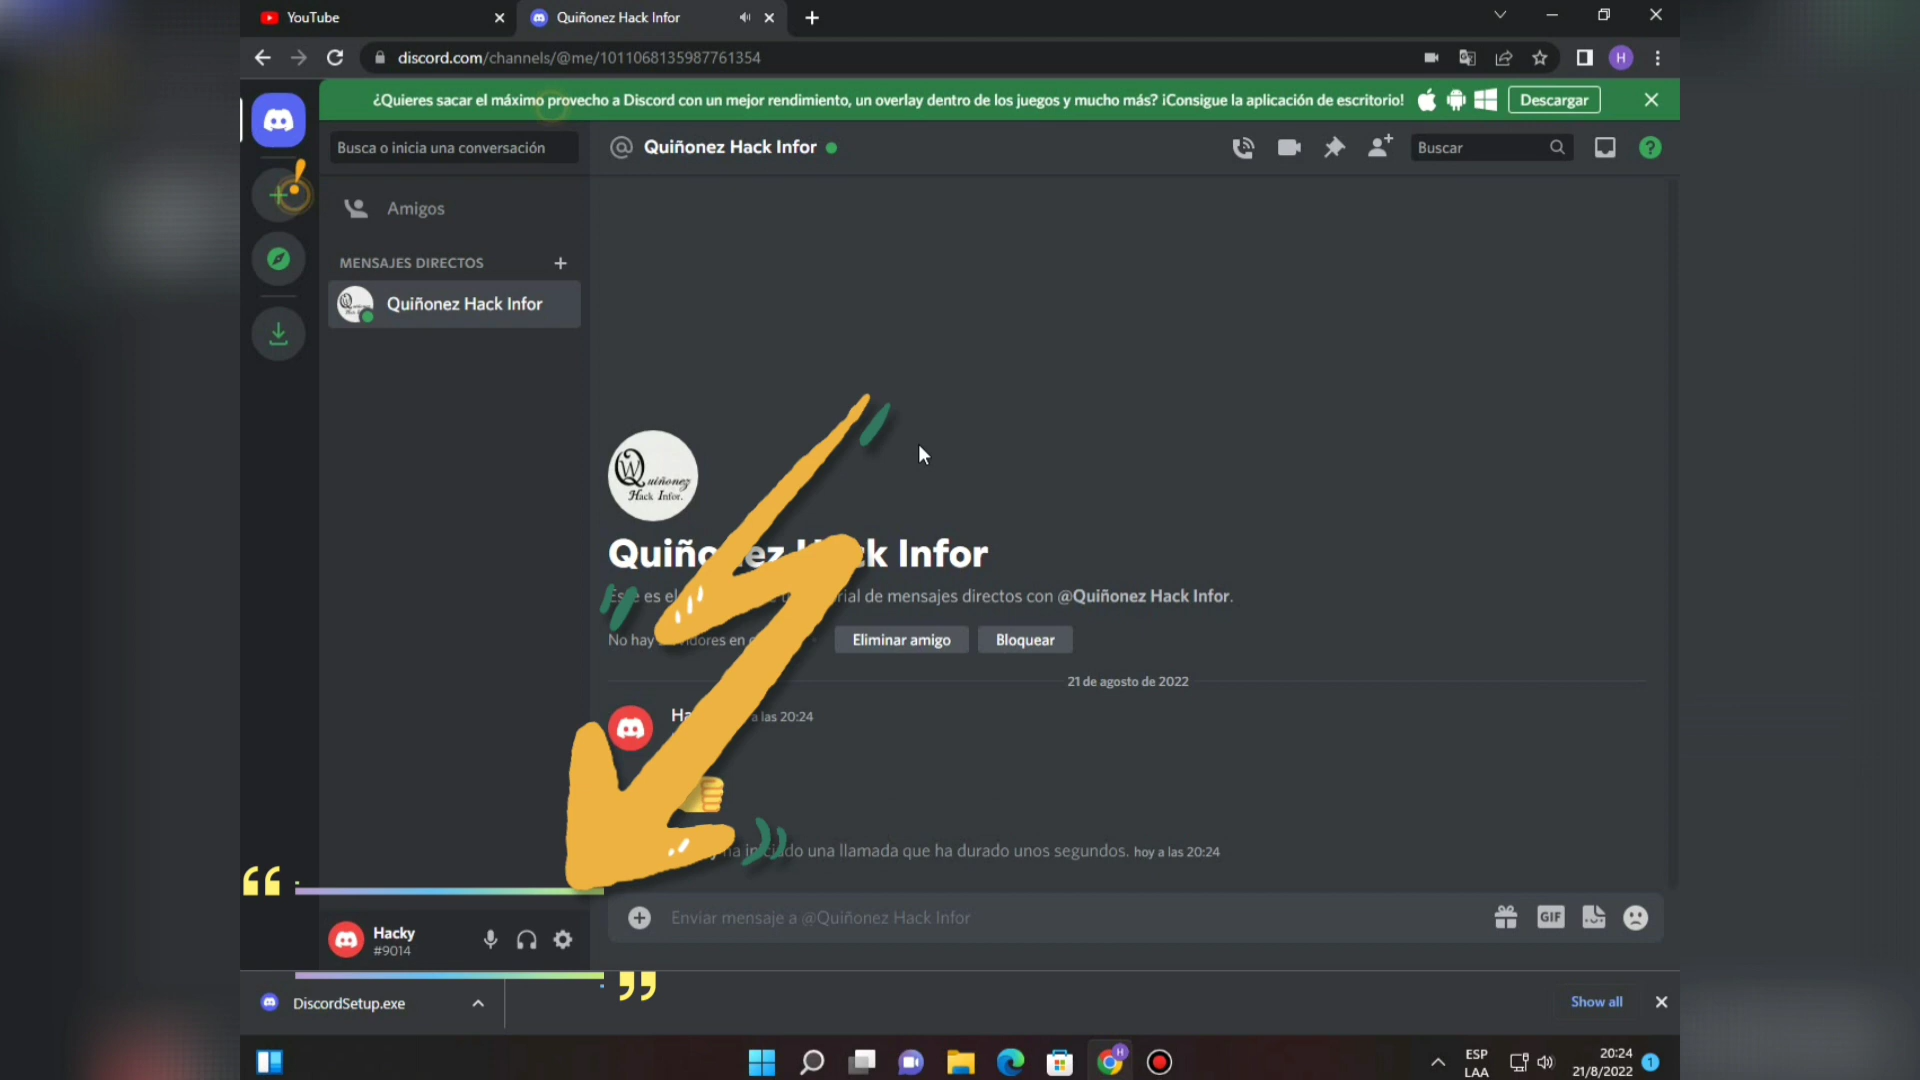 YouTube
Quiñonez Hack Infor
discord.com/channels/@me/1011068135987761354
H
¿Quieres sacar el máximo provecho a Discord con un mejor rendimiento, un overlay dentro de los juegos y mucho más? ¡Consigue la aplicación de escritorio!
Descargar
Busca o inicia una conversación
Quiñonez Hack Infor
Buscar
Amigos
MENSAJES DIRECTOS
Quiñonez Hack Infor
Quiñonez
Hack Infor.
Quiñonez Hack Infor
es el de mensajes directos con @Quiñonez Hack Infor.
No hay en
Eliminar amigo
Bloquear
21 de agosto de 2022
a las 20:24
ha iniciado una llamada que ha durado unos segundos. hoy a las 20:24
Enviar mensaje a @Quiñonez Hack Infor
GIF
Hacky
#9014
DiscordSetup.exe
Show all
H
ESP
LAA
20:24
21/8/2022
1